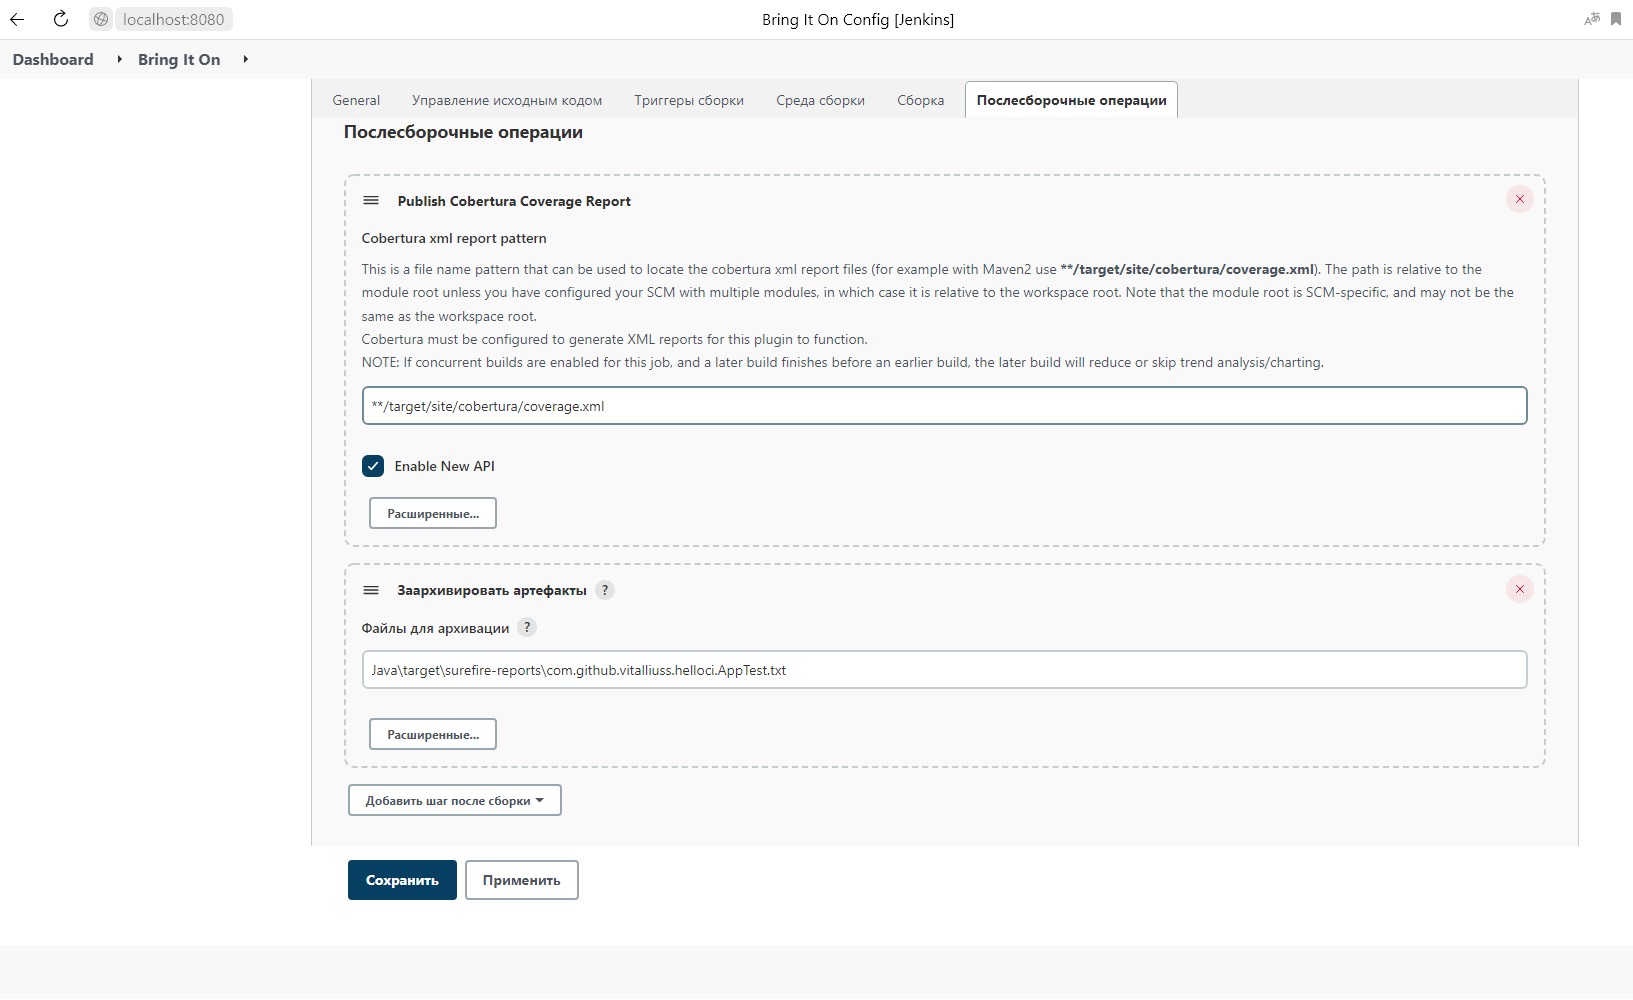 localhost:8080
Bring It On Config [Jenkins]
Dashboard
Bring It On
General
Управление исходным кодом
Триггеры сборки
Среда сборки
Сборка
Послесборочные операции
Послесборочные операции
Publish Cobertura Coverage Report
Cobertura xml report pattern
This is a file name pattern that can be used to locate the cobertura xml report files (for example with Maven2 use **/target/site/cobertura/coverage.xml). The path is relative to the
module root unless you have configured your SCM with multiple modules, in which case it is relative to the workspace root. Note that the module root is SCM-specific, and may not be the
same as the workspace root.
Cobertura must be configured to generate XML reports for this plugin to function.
NOTE: If concurrent builds are enabled for this job, and a later build finishes before an earlier build, the later build will reduce or skip trend analysis/charting.
**/target/site/cobertura/coverage.xml
Enable New API
Расширенные...
Заархивировать артефакты ?
Файлы для архивации ?
Java\target\surefire-reports\com.github.vitalliuss.helloci.AppTest.txt
Расширенные...
Добавить шаг после сборки
Сохранить
Применить